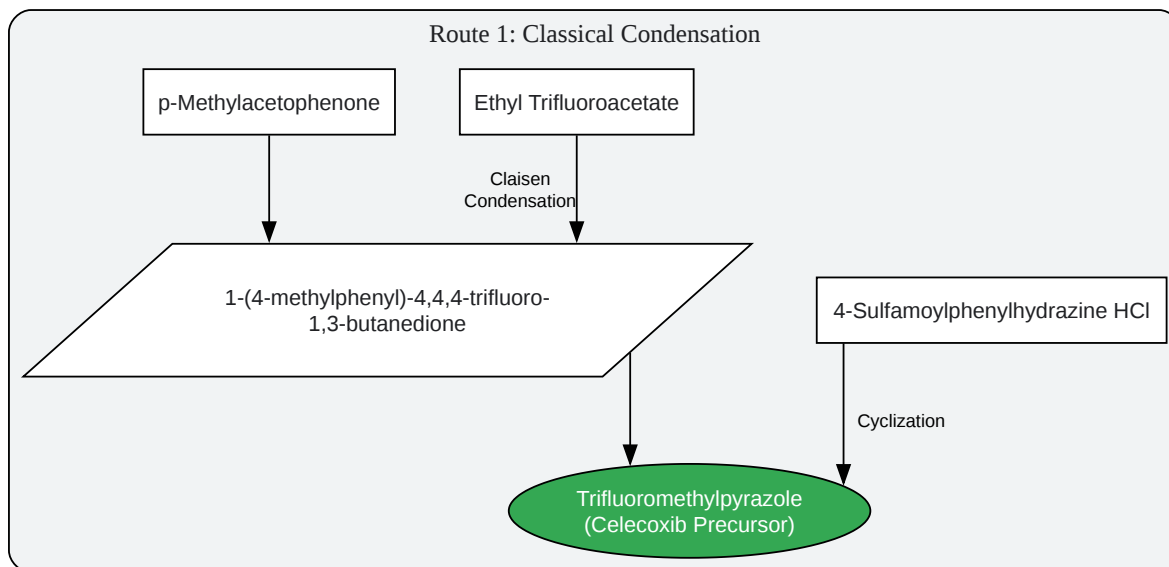 Route 1: Classical Condensation
p-Methylacetophenone
Ethyl Trifluoroacetate
Claisen
Condensation
1-(4-methylphenyl)-4,4,4-trifluoro-
1,3-butanedione
4-Sulfamoylphenylhydrazine HCl
Cyclization
Trifluoromethylpyrazole
(Celecoxib Precursor)